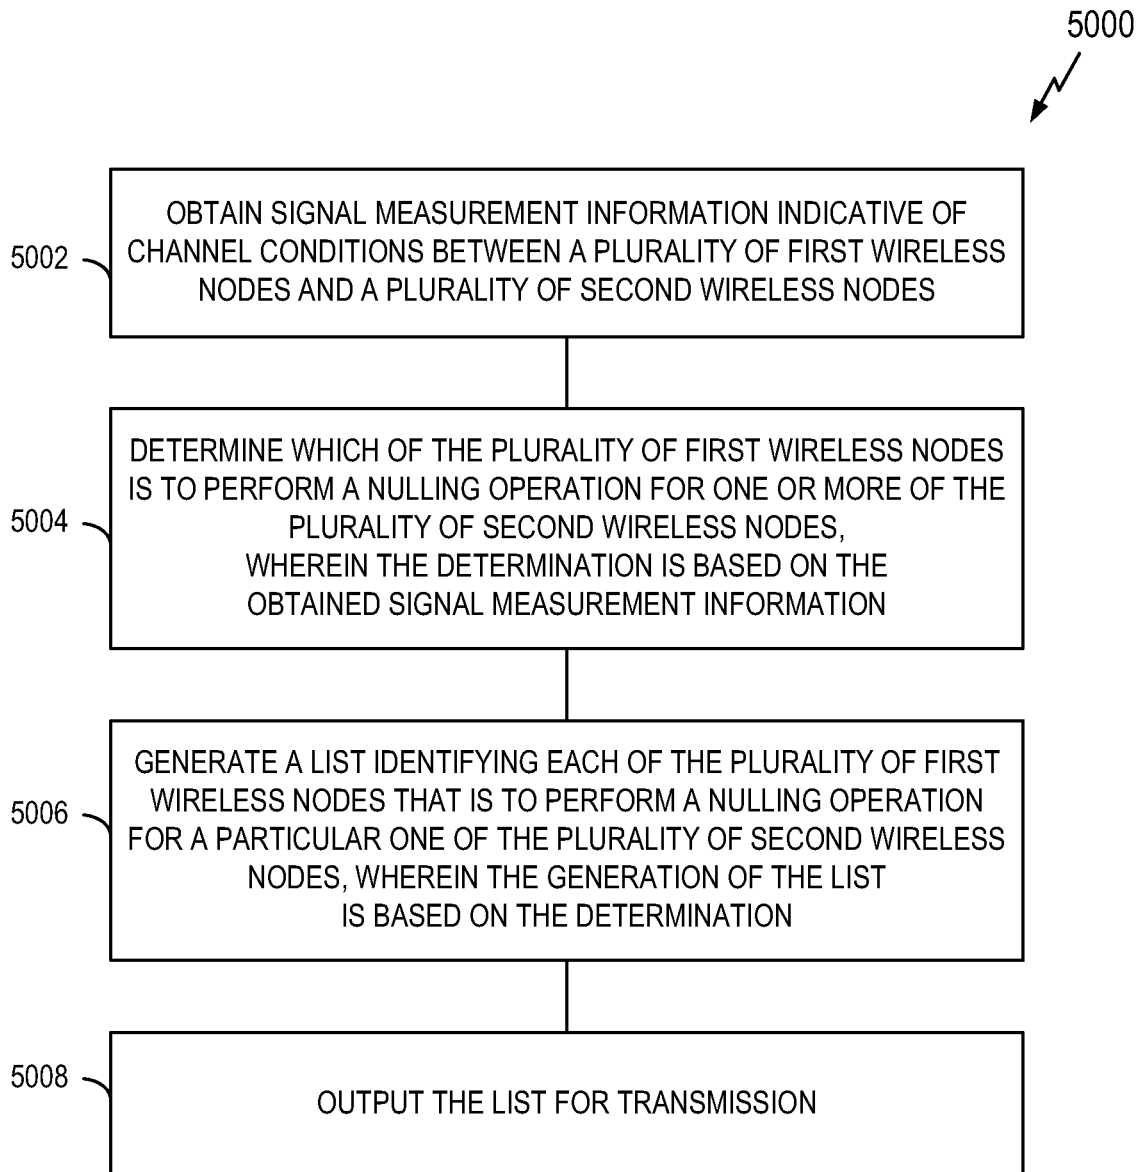 5000
5002
OBTAIN SIGNAL MEASUREMENT INFORMATION INDICATIVE OF
CHANNEL CONDITIONS BETWEEN A PLURALITY OF FIRST WIRELESS
NODES AND A PLURALITY OF SECOND WIRELESS NODES
5004
DETERMINE WHICH OF THE PLURALITY OF FIRST WIRELESS NODES
IS TO PERFORM A NULLING OPERATION FOR ONE OR MORE OF THE
PLURALITY OF SECOND WIRELESS NODES,
WHEREIN THE DETERMINATION IS BASED ON THE
OBTAINED SIGNAL MEASUREMENT INFORMATION
5006
GENERATE A LIST IDENTIFYING EACH OF THE PLURALITY OF FIRST
WIRELESS NODES THAT IS TO PERFORM A NULLING OPERATION
FOR A PARTICULAR ONE OF THE PLURALITY OF SECOND WIRELESS
NODES, WHEREIN THE GENERATION OF THE LIST
IS BASED ON THE DETERMINATION
5008
OUTPUT THE LIST FOR TRANSMISSION